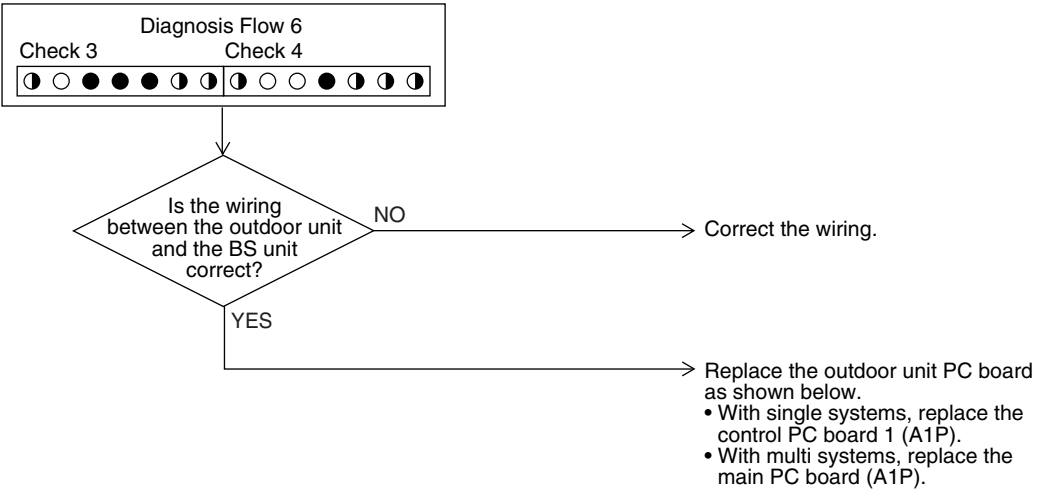 Diagnosis Flow 6
Check 3 Check 4
Is the wiring
between the outdoor unit
and the BS unit
correct?
NO
Correct the wiring.
YES
Replace the outdoor unit PC board
as shown below.
• With single systems, replace the
control PC board 1 (A1P).
• With multi systems, replace the
main PC board (A1P).